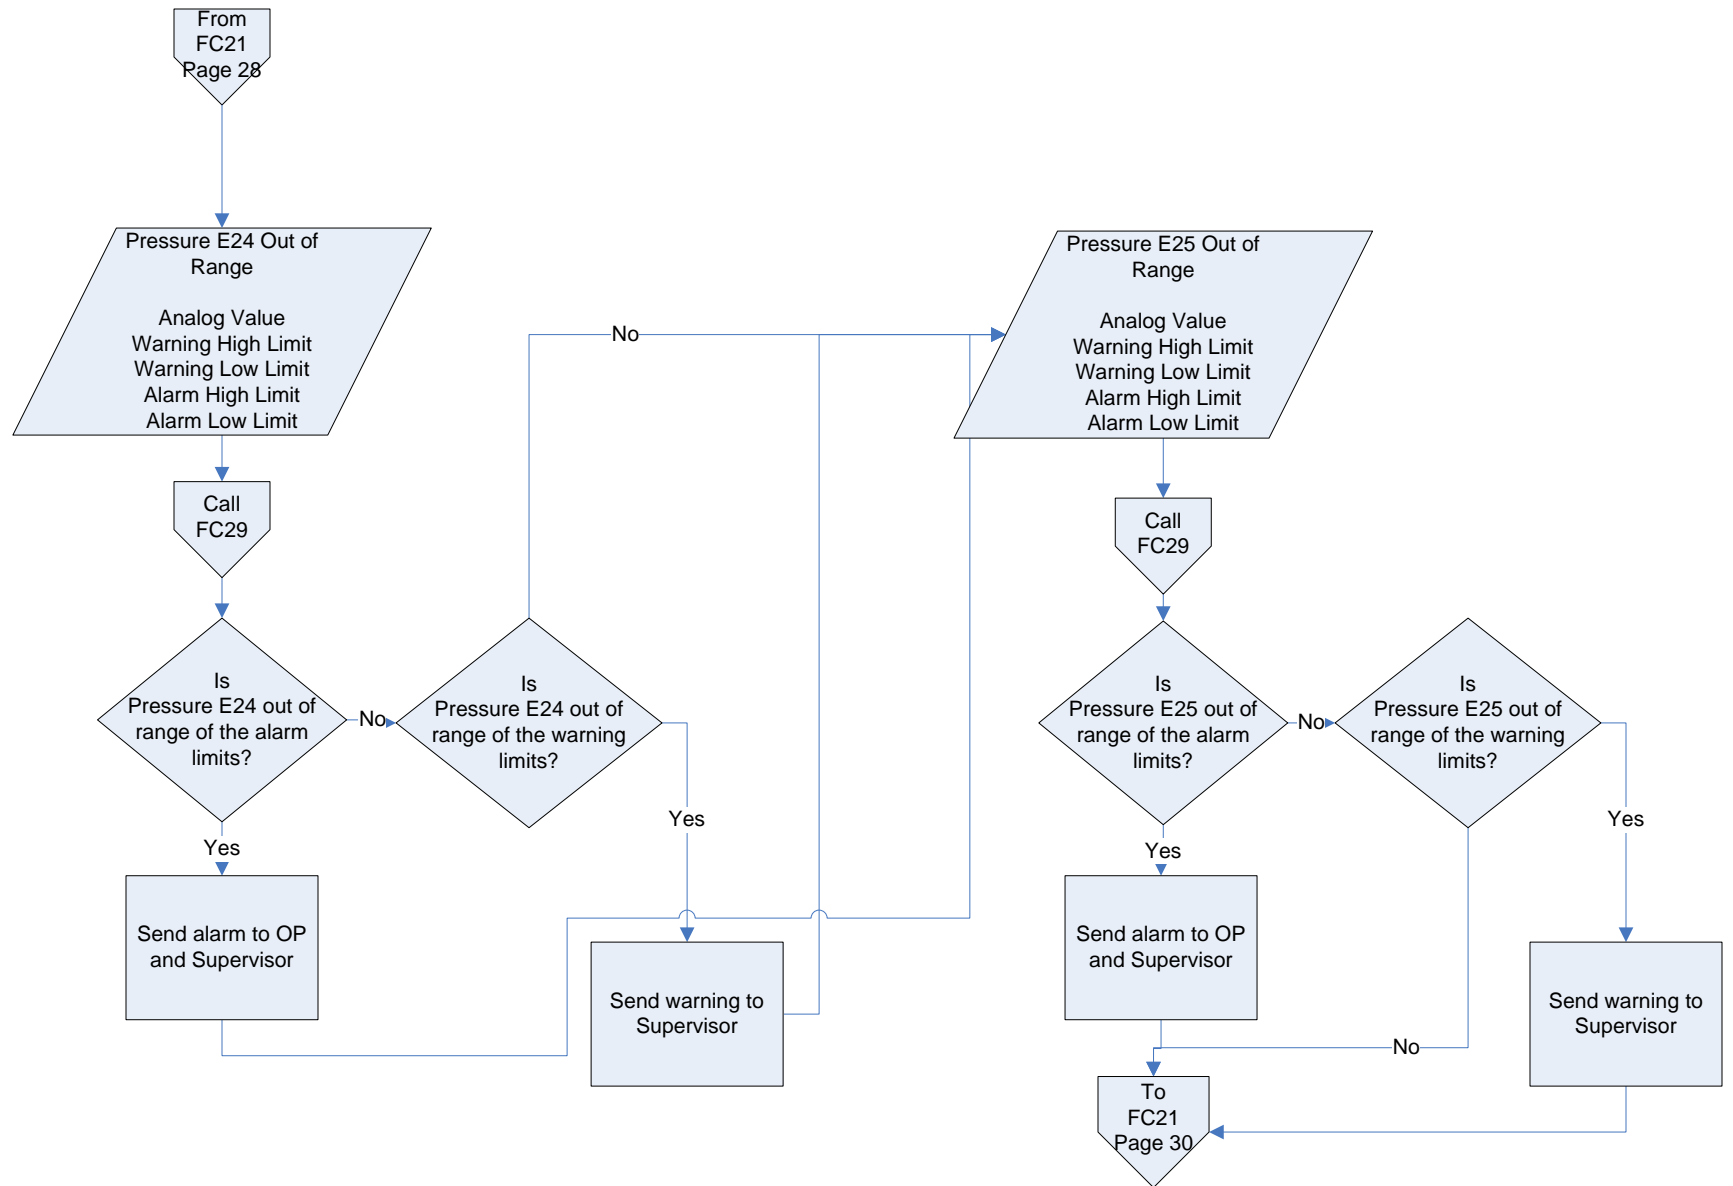 From
FC21
Page 28
Pressure E24 Out of
Range
Analog Value
Warning High Limit
Warning Low Limit
Alarm High Limit
Alarm Low Limit
Call
FC29
Is
Pressure E24 out of
range of the alarm
limits?
No
Is
Pressure E24 out of
range of the warning
limits?
No
Yes
Yes
Send alarm to OP
and Supervisor
Send warning to
Supervisor
Pressure E25 Out of
Range
Analog Value
Warning High Limit
Warning Low Limit
Alarm High Limit
Alarm Low Limit
Call
FC29
Is
Pressure E25 out of
range of the alarm
limits?
No
Is
Pressure E25 out of
range of the warning
limits?
Yes
Yes
Send alarm to OP
and Supervisor
Send warning to
Supervisor
No
To
FC21
Page 30